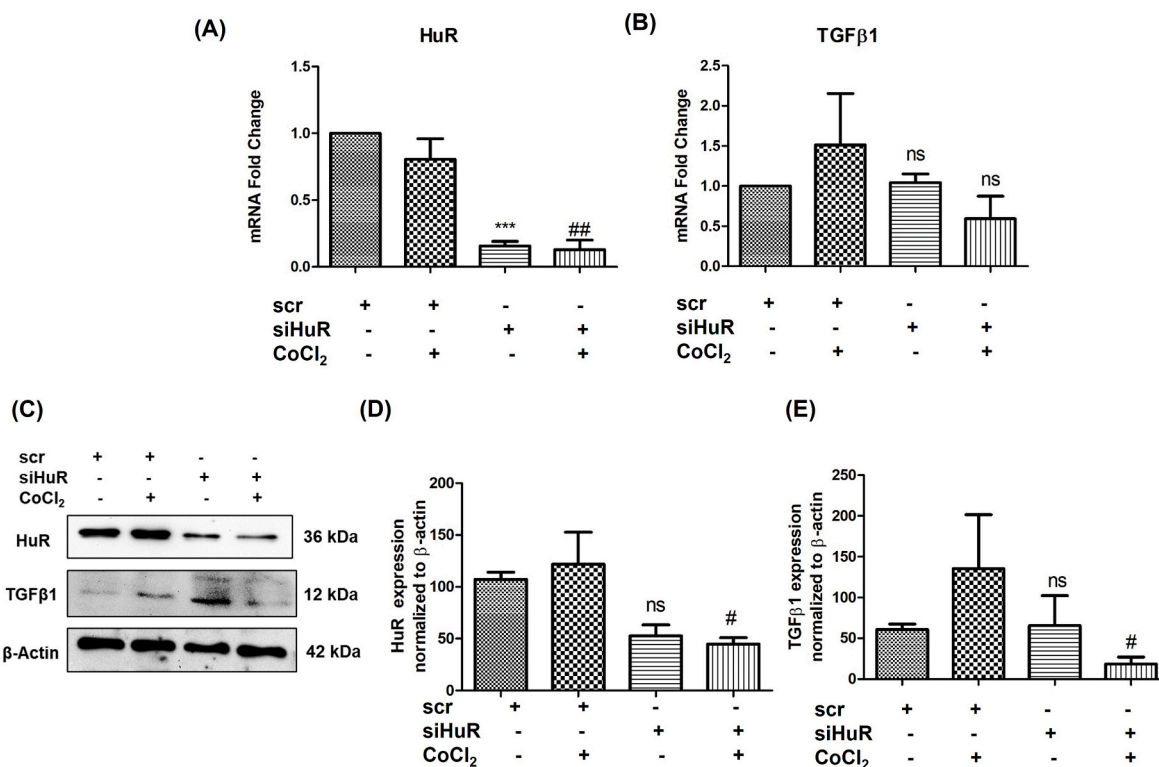 (A)
HuR
mRNA Fold Change
1.5
1.0
0.5
0.0
***
##
scr + + - -
siHuR - - + +
CoCl₂ - + - +
(B)
TGFβ1
mRNA Fold Change
2.5
2.0
1.5
1.0
0.5
0.0
ns
ns
scr + + - -
siHuR - - + +
CoCl₂ - + - +
(C)
scr + + - -
siHuR - - + +
CoCl₂ - + - +
HuR 36 kDa
TGFβ1 12 kDa
β-Actin 42 kDa
(D)
HuR expression
normalized to β-actin
200
150
100
50
0
ns
#
scr + + - -
siHuR - - + +
CoCl₂ - + - +
(E)
TGFβ1 expression
normalized to β-actin
250
200
150
100
50
0
ns
#
scr + + - -
siHuR - - + +
CoCl₂ - + - +